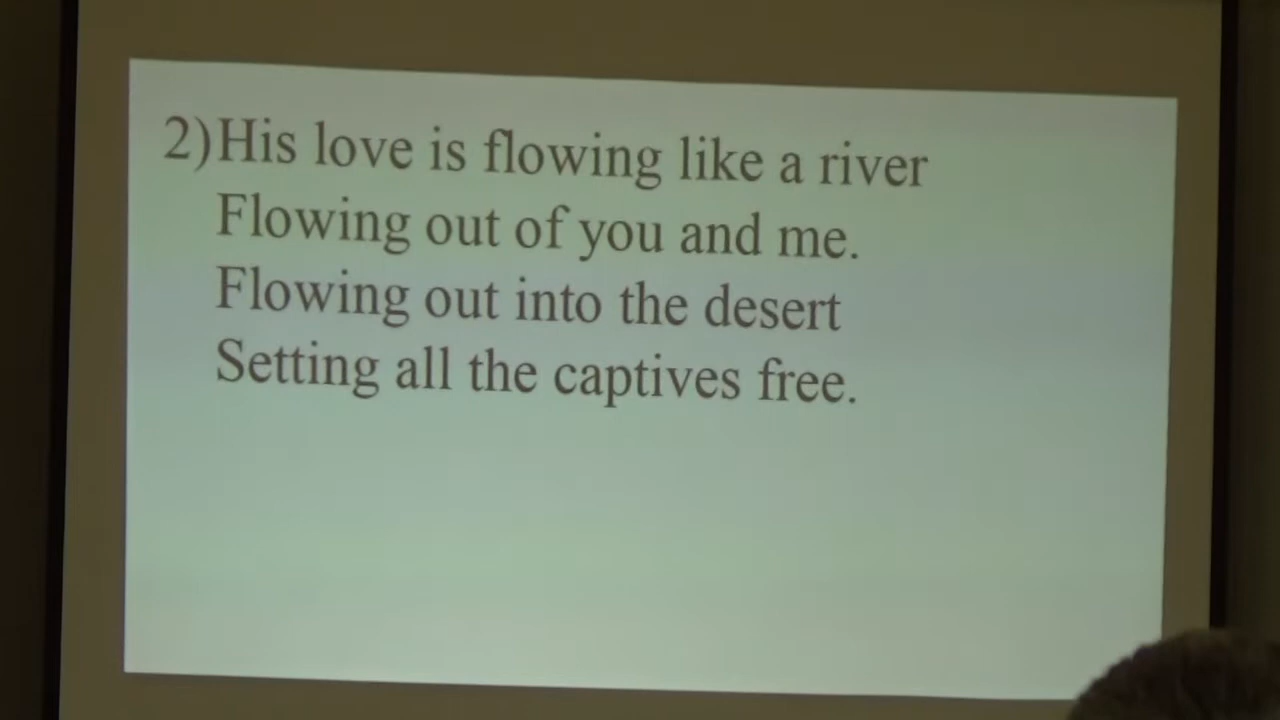 2)His love is flowing like a river
Flowing out of you and me.
Flowing out into the desert
Setting all the captives free.